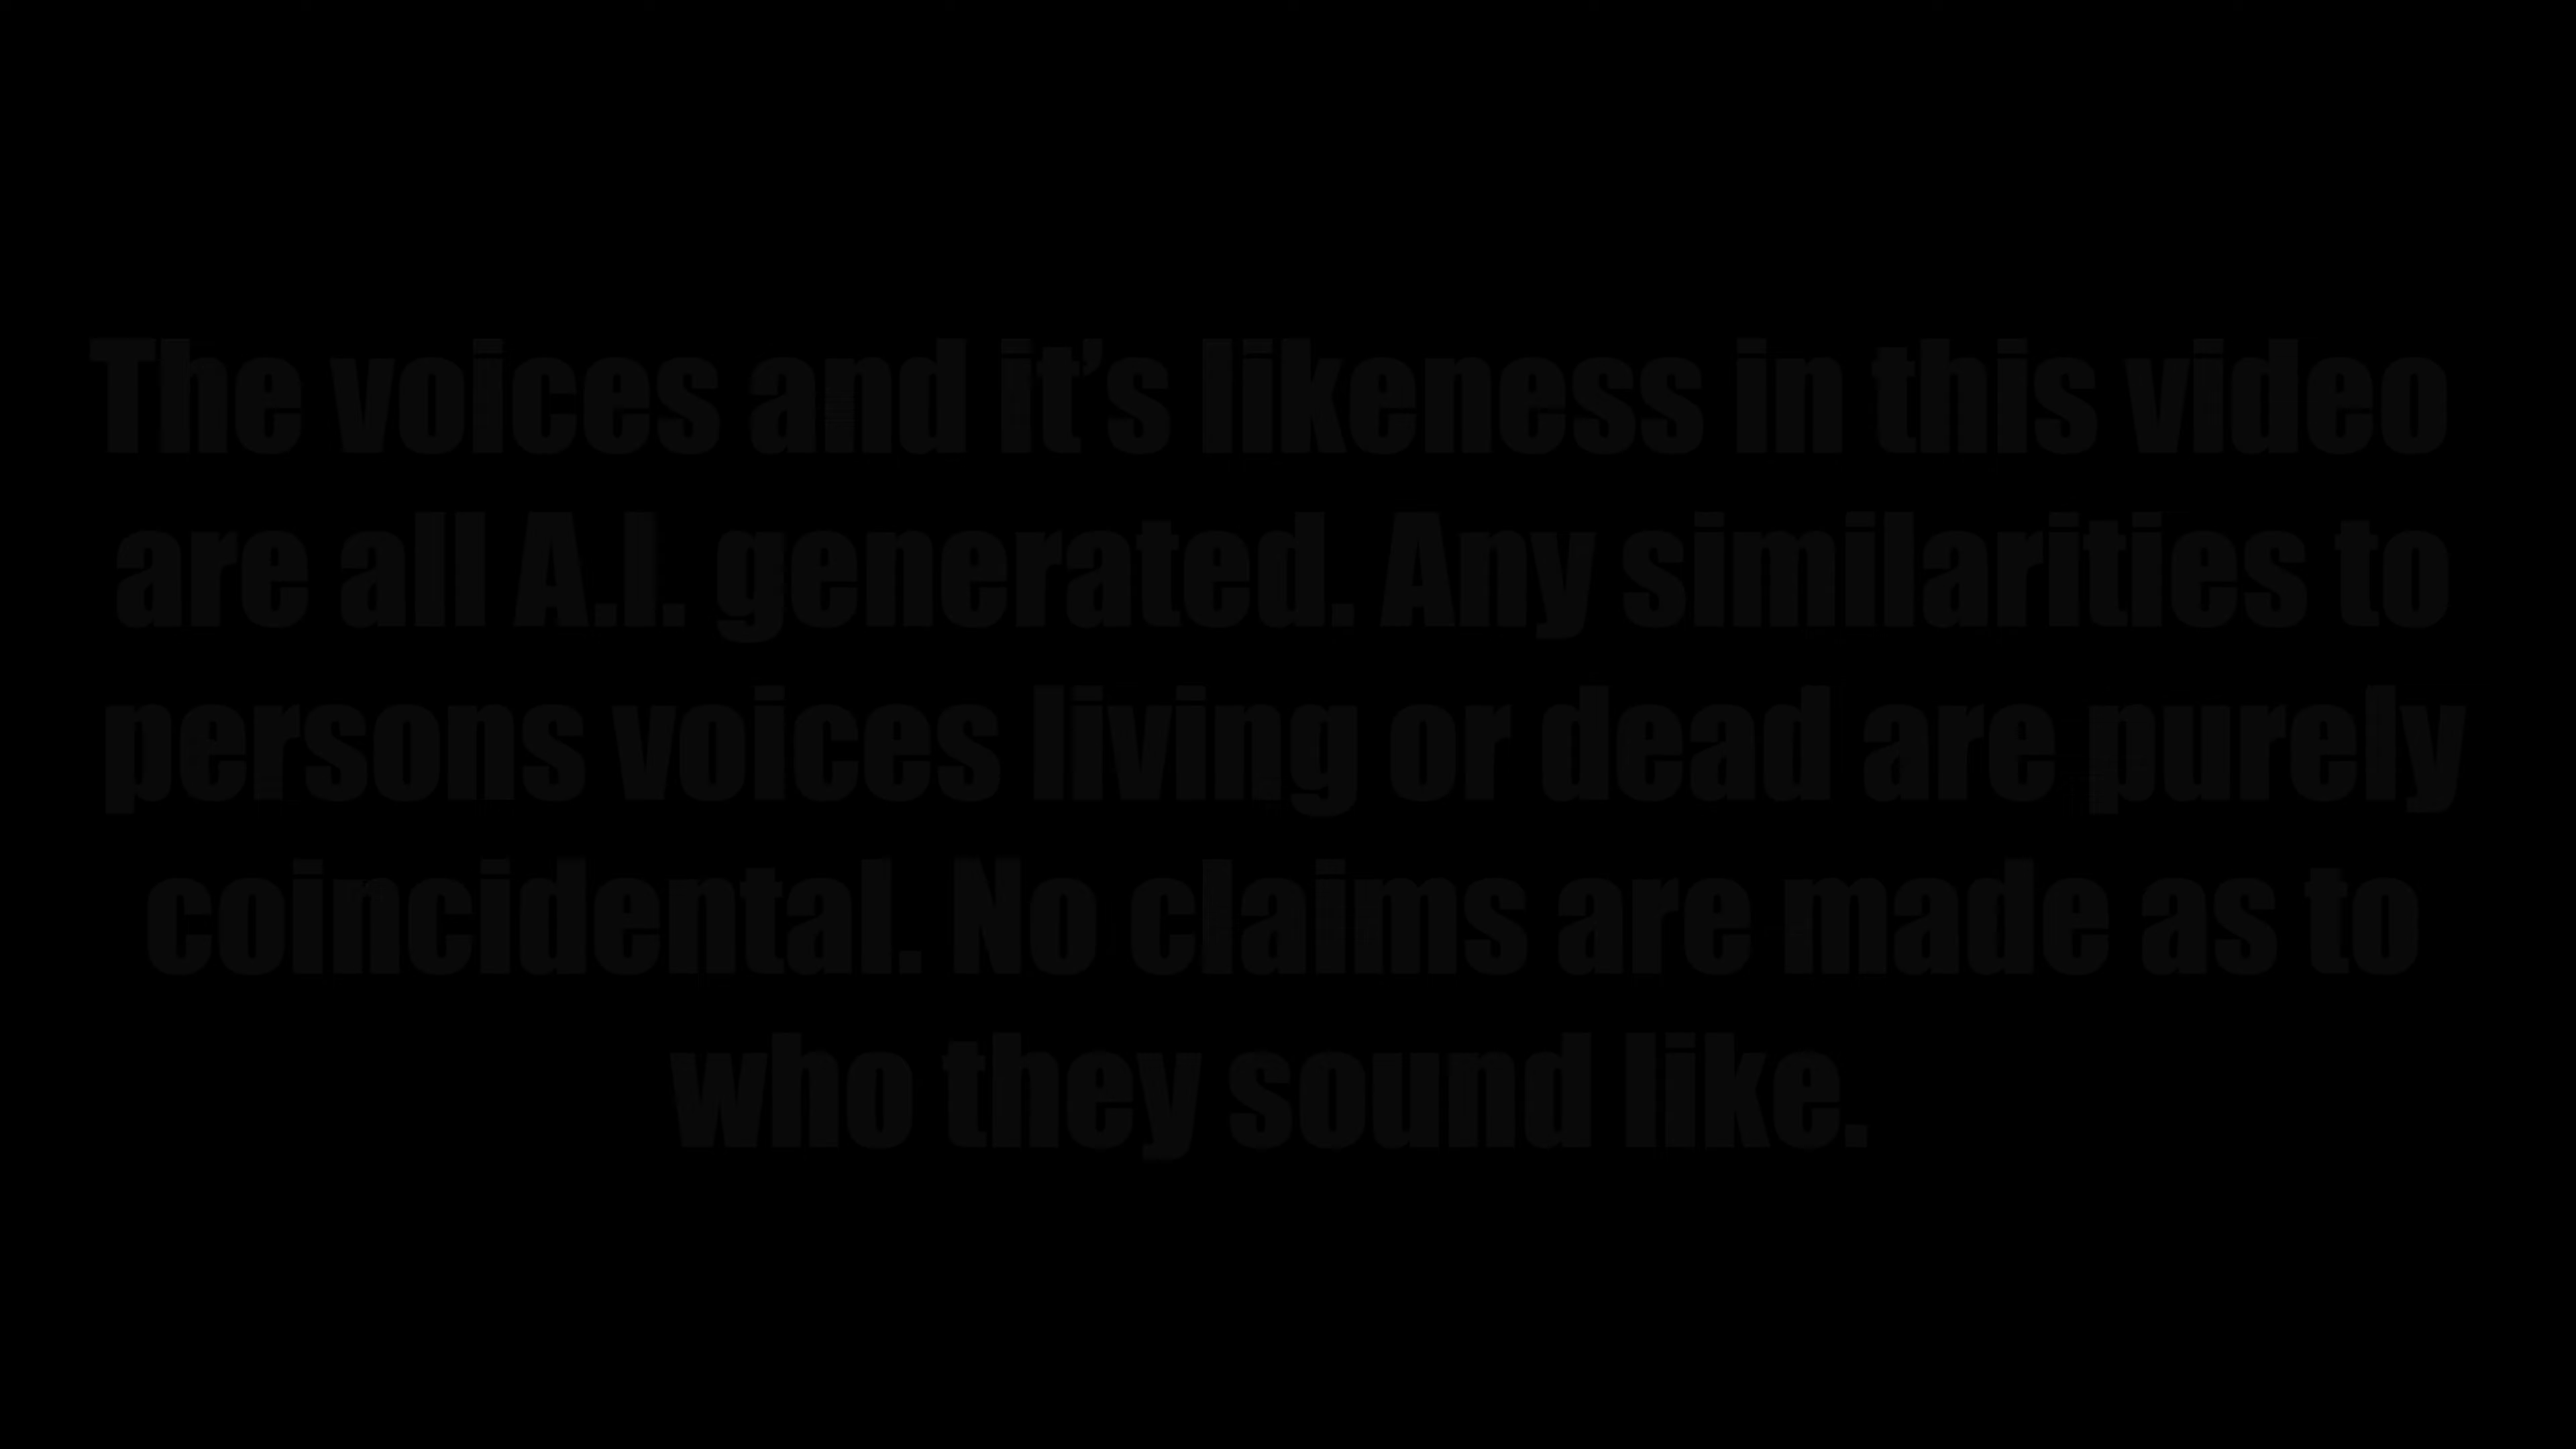 The voices and it’s likeness in this video
are all A.I. generated. Any similarities to
persons voices living or dead are purely
coincidental. No claims are made as to
who they sound like.